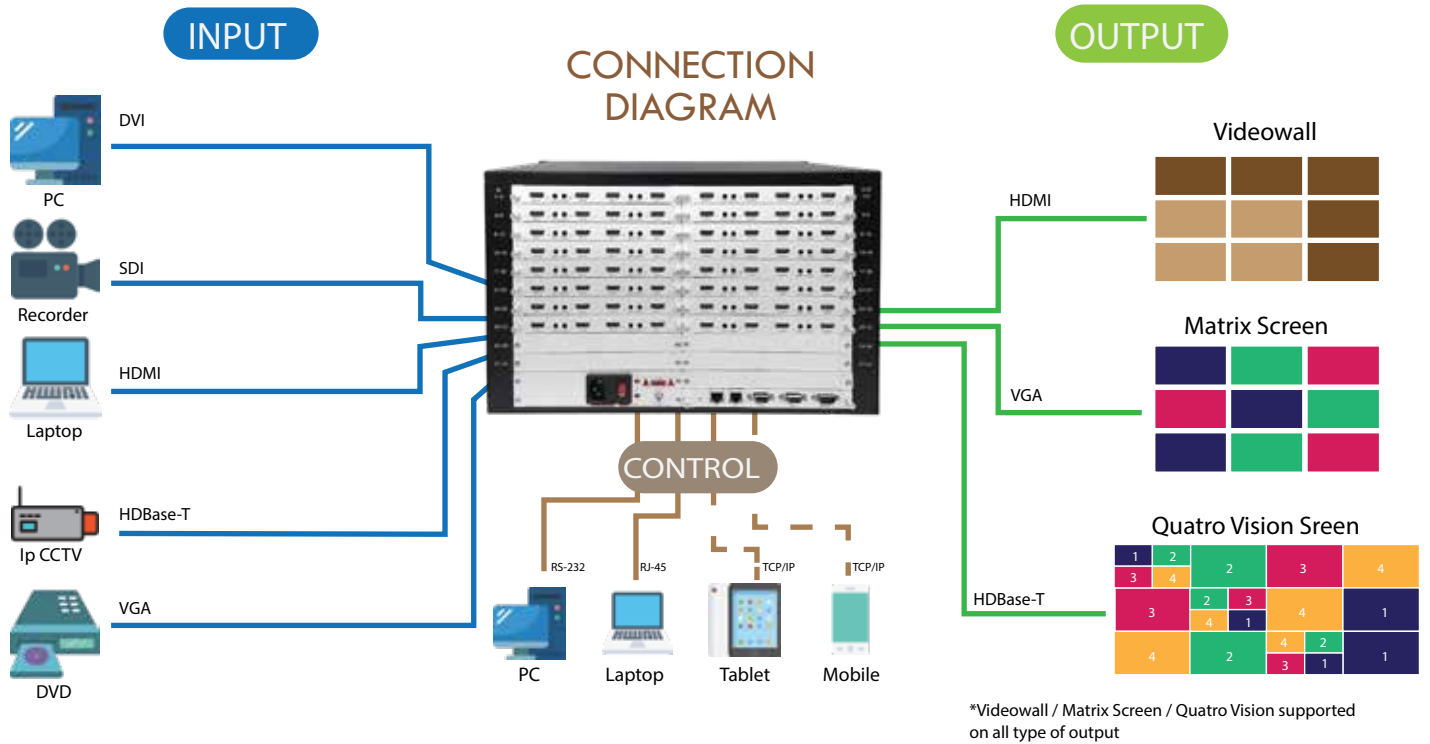 INPUT
OUTPUT
CONNECTION
DIAGRAM
DVI
PC
SDI
Recorder
HDMI
Laptop
HDBase-T
Ip CCTV
VGA
DVD
CONTROL
RS-232
RJ-45
TCP/IP
TCP/IP
PC
Laptop
Tablet
Mobile
HDMI
Videowall
VGA
Matrix Screen
HDBase-T
Quatro Vision Sreen
1 2
2 3 4
3 4
3
2 3
4 1
4 1
4 2
4 2
3 1
1
*Videowall / Matrix Screen / Quatro Vision supported
on all type of output